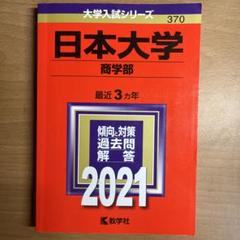 大学入試シリーズ
370
日本大学
商学部
最近3ヵ年
傾向と対策
過去問
解答
2021
教学社